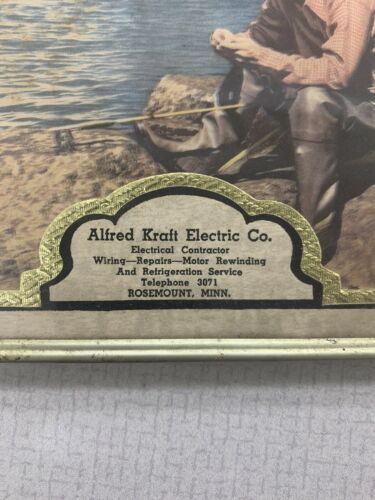 Alfred Kraft Electric Co.
Electrical Contractor
Wiring—Repairs—Motor Rewinding
And Refrigeration Service
Telephone 3071
ROSEMOUNT, MINN.